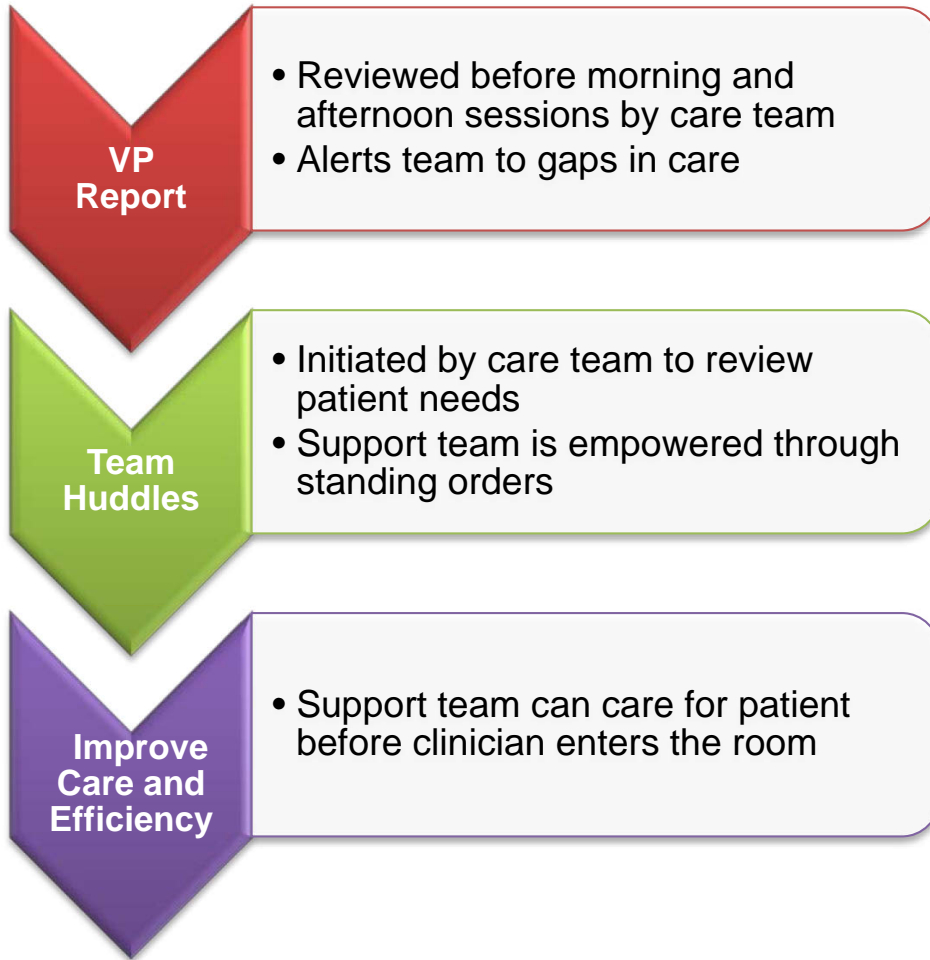 VP
Report
• Reviewed before morning and
afternoon sessions by care team
• Alerts team to gaps in care
Team
Huddles
• Initiated by care team to review
patient needs
• Support team is empowered through
standing orders
Improve
Care and
Efficiency
• Support team can care for patient
before clinician enters the room